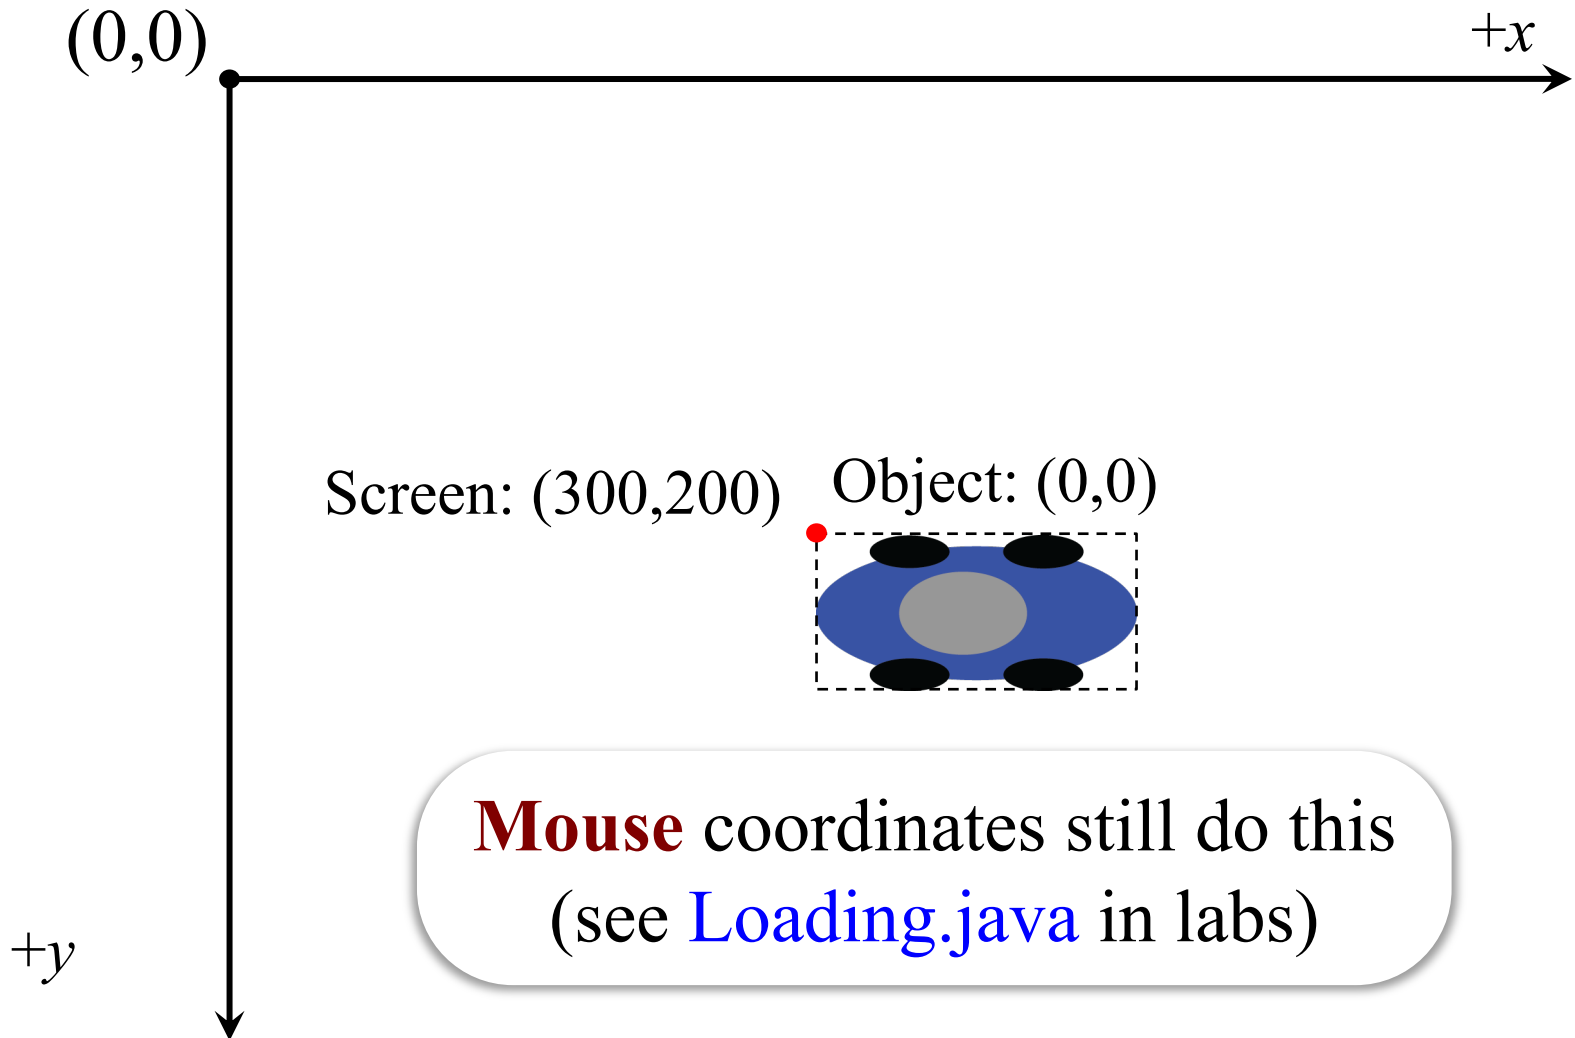 (0,0)
+x
Screen: (300,200)
Object: (0,0)
Mouse coordinates still do this
(see Loading.java in labs)
+y